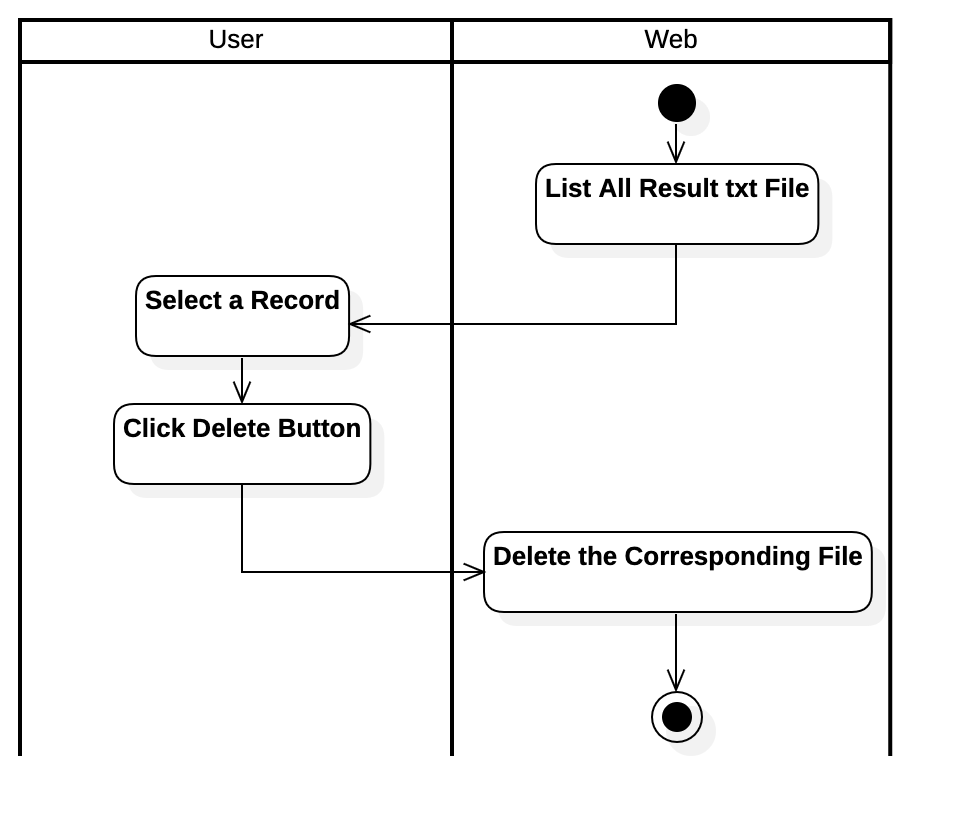 User
Web
List All Result txt File
Select a Record
Click Delete Button
Delete the Corresponding File